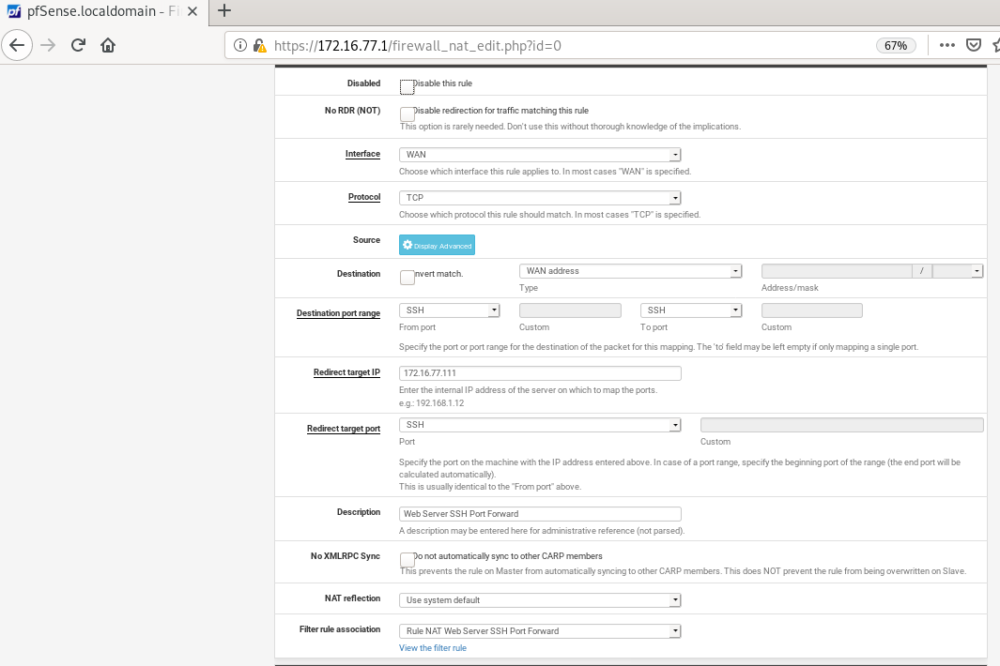 pfSense.localdomain - Fi
https://172.16.77.1/firewall_nat_edit.php?id=0
67%
Disabled
Disable this rule
No RDR (NOT)
Disable redirection for traffic matching this rule
This option is rarely needed. Don't use this without thorough knowledge of the implications.
Interface
WAN
Choose which interface this rule applies to. In most cases "WAN" is specified.
Protocol
TCP
Choose which protocol this rule should match. In most cases "TCP" is specified.
Source
Display Advanced
Destination
nvert match.
WAN address
/
Type
Address/mask
Destination port range
SSH
SSH
From port
Custom
To port
Custom
Specify the port or port range for the destination of the packet for this mapping. The 'to' field may be left empty if only mapping a single port.
Redirect target IP
172.16.77.111
Enter the internal IP address of the server on which to map the ports.
e.g.: 192.168.1.12
Redirect target port
SSH
Port
Custom
Specify the port on the machine with the IP address entered above. In case of a port range, specify the beginning port of the range (the end port will be
calculated automatically).
This is usually identical to the "From port" above.
Description
Web Server SSH Port Forward
A description may be entered here for administrative reference (not parsed).
No XMLRPC Sync
Do not automatically sync to other CARP members
This prevents the rule on Master from automatically syncing to other CARP members. This does NOT prevent the rule from being overwritten on Slave.
NAT reflection
Use system default
Filter rule association
Rule NAT Web Server SSH Port Forward
View the filter rule